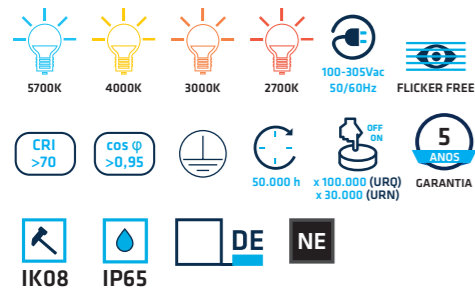 5700K
4000K
3000K
2700K
100-305Vac
50/60Hz
FLICKER FREE
CRI
>70
cos φ
>0,95
50.000 h
OFF
ON
x 100.000 (URQ)
x 30.000 (URN)
5
ANOS
GARANTIA
IK08
IP65
DE
NE